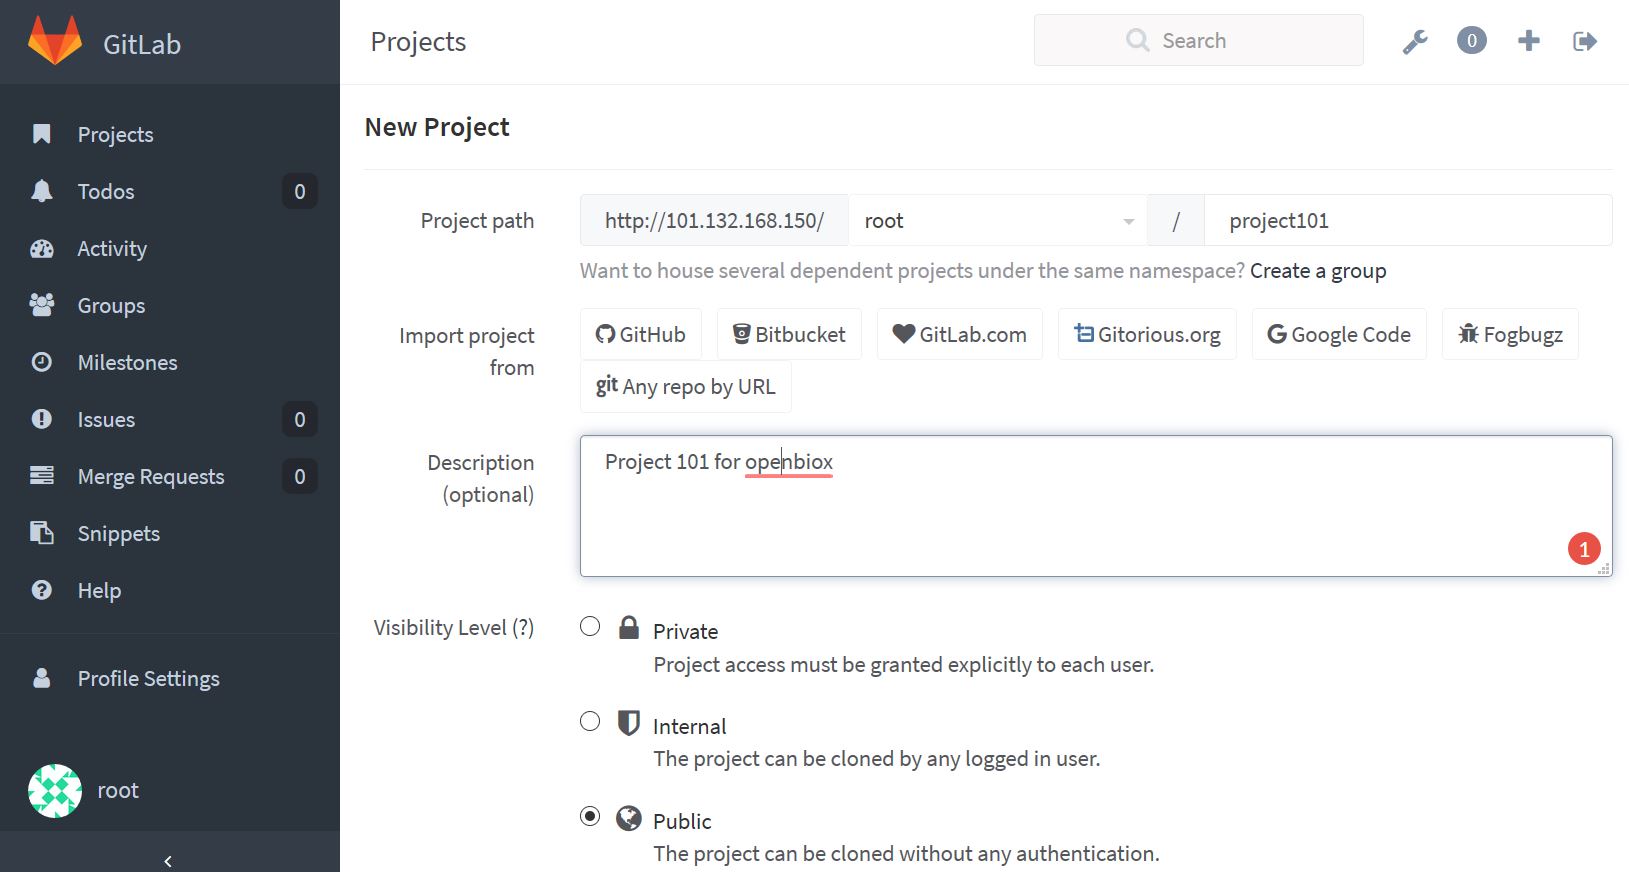 GitLab
Projects
Search
0
Projects
Todos 0
Activity
Groups
Milestones
Issues 0
Merge Requests 0
Snippets
Help
Profile Settings
root
New Project
Project path http://101.132.168.150/ root / project101
Want to house several dependent projects under the same namespace? Create a group
Import project from
GitHub Bitbucket GitLab.com Gitorious.org Google Code Fogbugz
git Any repo by URL
Description (optional)
Project 101 for openbiox
1
Visibility Level (?)
Private
Project access must be granted explicitly to each user.
Internal
The project can be cloned by any logged in user.
Public
The project can be cloned without any authentication.